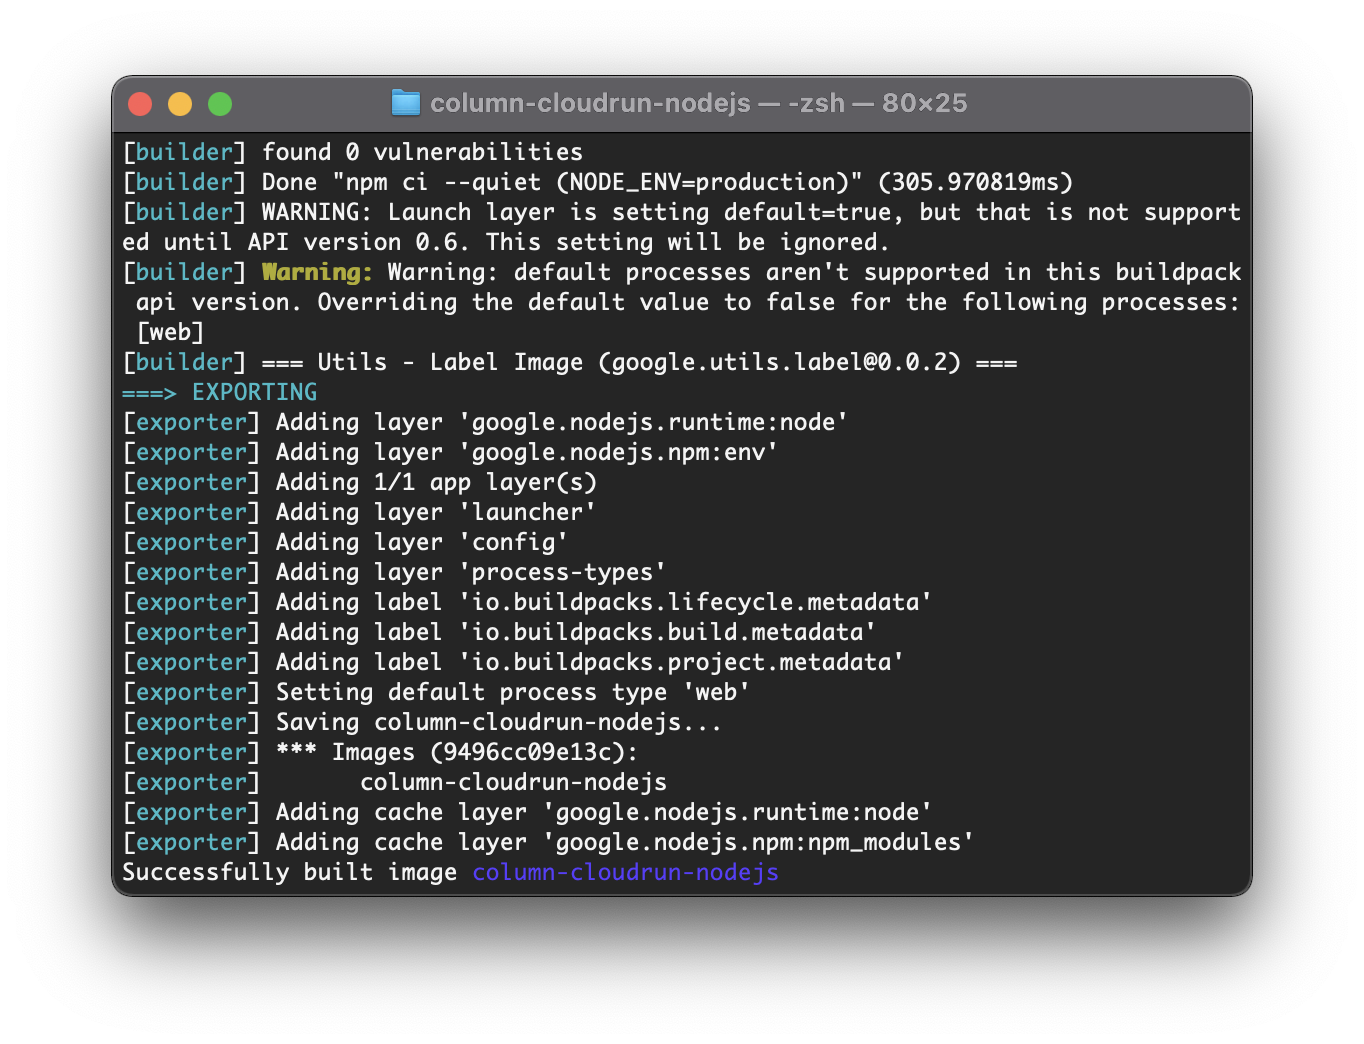 column-cloudrun-nodejs — -zsh — 80×25
[builder] found 0 vulnerabilities
[builder] Done "npm ci --quiet (NODE_ENV=production)" (305.970819ms)
[builder] WARNING: Launch layer is setting default=true, but that is not support
ed until API version 0.6. This setting will be ignored.
[builder] Warning: Warning: default processes aren't supported in this buildpack
 api version. Overriding the default value to false for the following processes:
 [web]
[builder] === Utils - Label Image (google.utils.label@0.0.2) ===
===> EXPORTING
[exporter] Adding layer 'google.nodejs.runtime:node'
[exporter] Adding layer 'google.nodejs.npm:env'
[exporter] Adding 1/1 app layer(s)
[exporter] Adding layer 'launcher'
[exporter] Adding layer 'config'
[exporter] Adding layer 'process-types'
[exporter] Adding label 'io.buildpacks.lifecycle.metadata'
[exporter] Adding label 'io.buildpacks.build.metadata'
[exporter] Adding label 'io.buildpacks.project.metadata'
[exporter] Setting default process type 'web'
[exporter] Saving column-cloudrun-nodejs...
[exporter] *** Images (9496cc09e13c):
[exporter]       column-cloudrun-nodejs
[exporter] Adding cache layer 'google.nodejs.runtime:node'
[exporter] Adding cache layer 'google.nodejs.npm:npm_modules'
Successfully built image column-cloudrun-nodejs